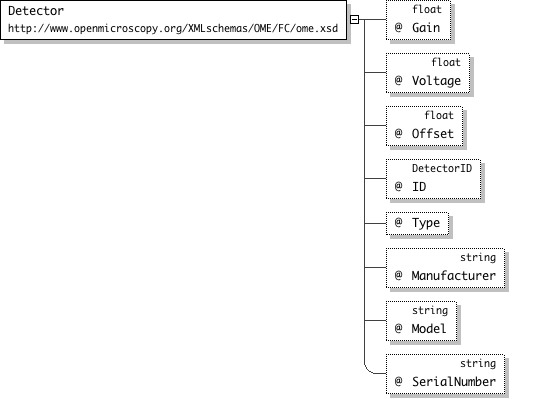 Detector
http://www.openmicroscopy.org/XMLschemas/OME/FC/ome.xsd
float
@ Gain
float
@ Voltage
float
@ Offset
DetectorID
@ ID
@ Type
string
@ Manufacturer
string
@ Model
string
@ SerialNumber